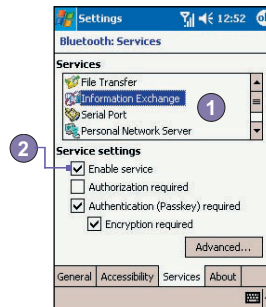 Settings 12:52 ok
Bluetooth: Services
Services
File Transfer
Information Exchange
1
Serial Port
Personal Network Server
2
Service settings
Enable service
Authorization required
Authentication (Passkey) required
Encryption required
Advanced...
General Accessibility Services About